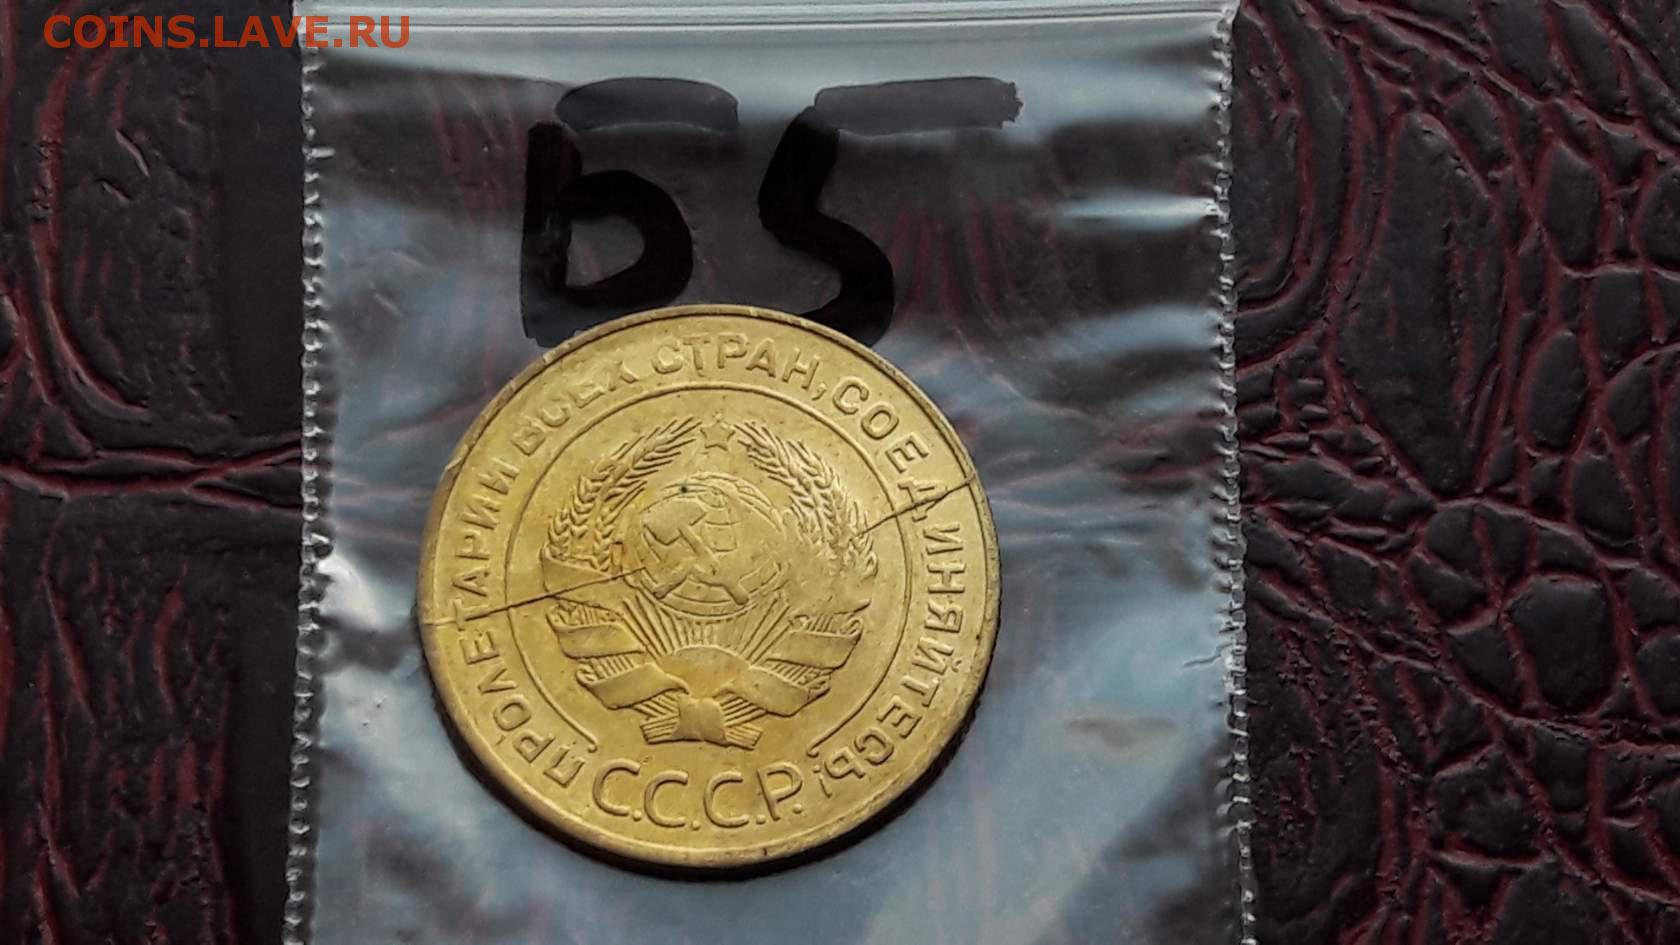 COINS.LAVE.RU
Б5
ПРОЛЕТАРИИ ВСЕХ СТРАН, СОЕДИНЯЙТЕСЬ!
С.С.С.Р.